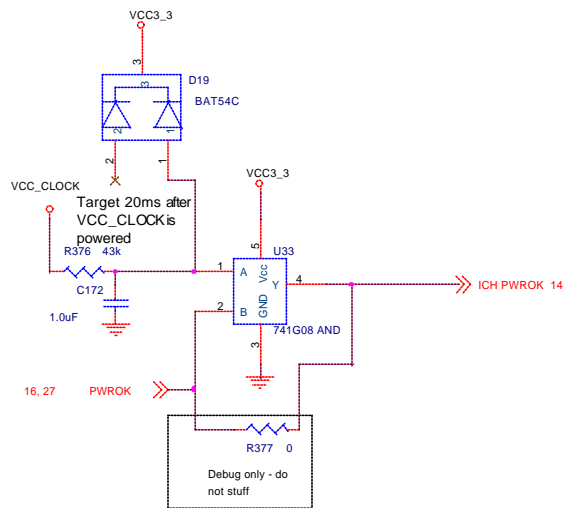 VCC3_3
3
D19
3
BAT54C
2
1
2
1
VCC_CLOCK
Target 20ms after
VCC_CLOCK is
powered
VCC3_3
R376 43k
5
U33
1
A
Vcc
Y
4
ICH PWROK 14
C172
1.0uF
2
B
GND
741G08 AND
3
16, 27 PWROK
R377 0
Debug only - do
not stuff